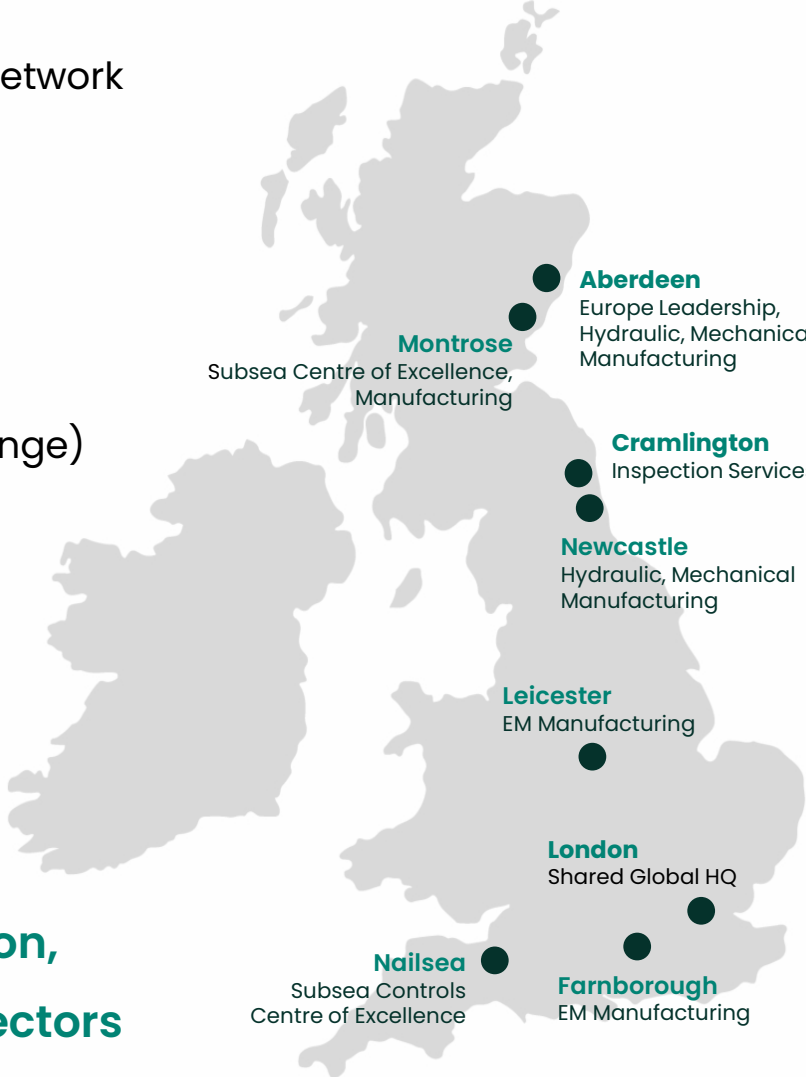 etwork
Aberdeen
Europe Leadership,
Hydraulic, Mechanica
Manufacturing
Montrose
Subsea Centre of Excellence,
Manufacturing
nge)
Cramlington
Inspection Service
Newcastle
Hydraulic, Mechanical
Manufacturing
Leicester
EM Manufacturing
London
Shared Global HQ
on,
Nailsea
Subsea Controls
Centre of Excellence
Farnborough
EM Manufacturing
ectors